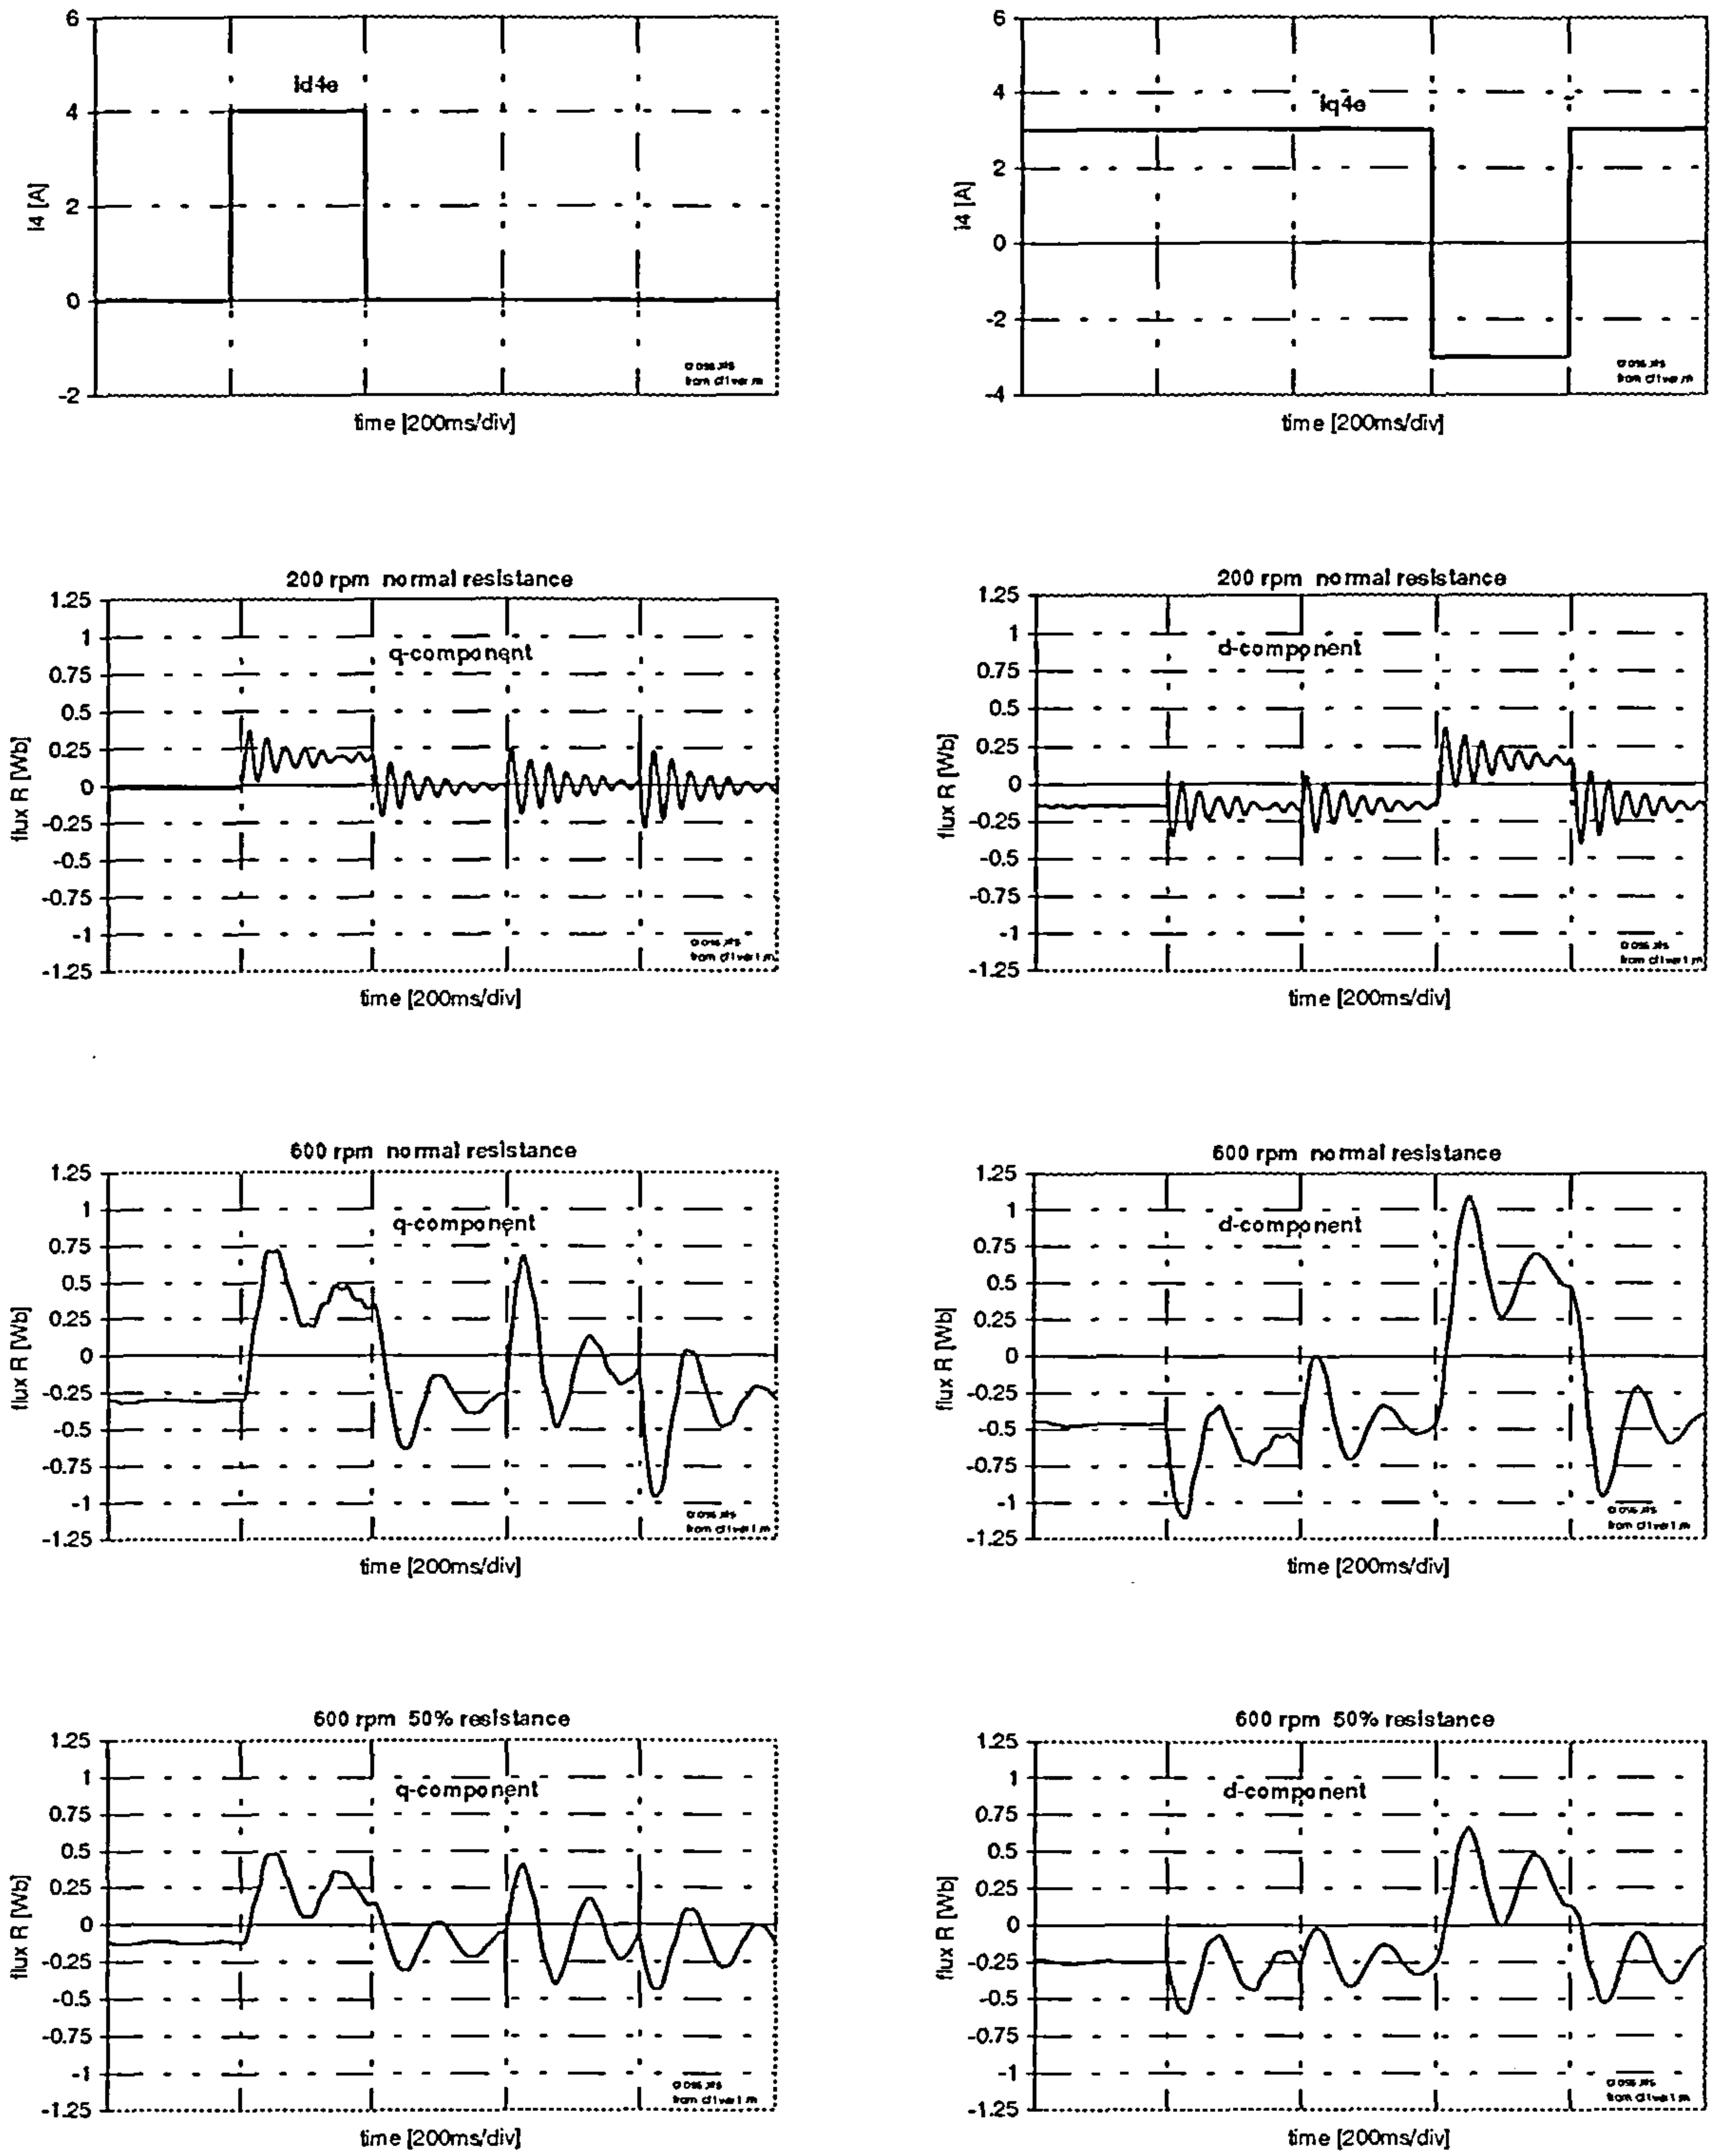 6
4
2
0
-2
I4 [A]
Id4e
time [200ms/div]
6
4
2
0
-2
-4
I4 [A]
Iq4e
time [200ms/div]
200 rpm normal resistance
1.25
1
0.75
0.5
0.25
0
-0.25
-0.5
-0.75
-1
-1.25
flux R [Wb]
q-component
time [200ms/div]
200 rpm normal resistance
1.25
1
0.75
0.5
0.25
0
-0.25
-0.5
-0.75
-1
-1.25
flux R [Wb]
d-component
time [200ms/div]
600 rpm normal resistance
1.25
1
0.75
0.5
0.25
0
-0.25
-0.5
-0.75
-1
-1.25
flux R [Wb]
q-component
time [200ms/div]
600 rpm normal resistance
1.25
1
0.75
0.5
0.25
0
-0.25
-0.5
-0.75
-1
-1.25
flux R [Wb]
d-component
time [200ms/div]
600 rpm 50% resistance
1.25
1
0.75
0.5
0.25
0
-0.25
-0.5
-0.75
-1
-1.25
flux R [Wb]
q-component
time [200ms/div]
600 rpm 50% resistance
1.25
1
0.75
0.5
0.25
0
-0.25
-0.5
-0.75
-1
-1.25
flux R [Wb]
d-component
time [200ms/div]